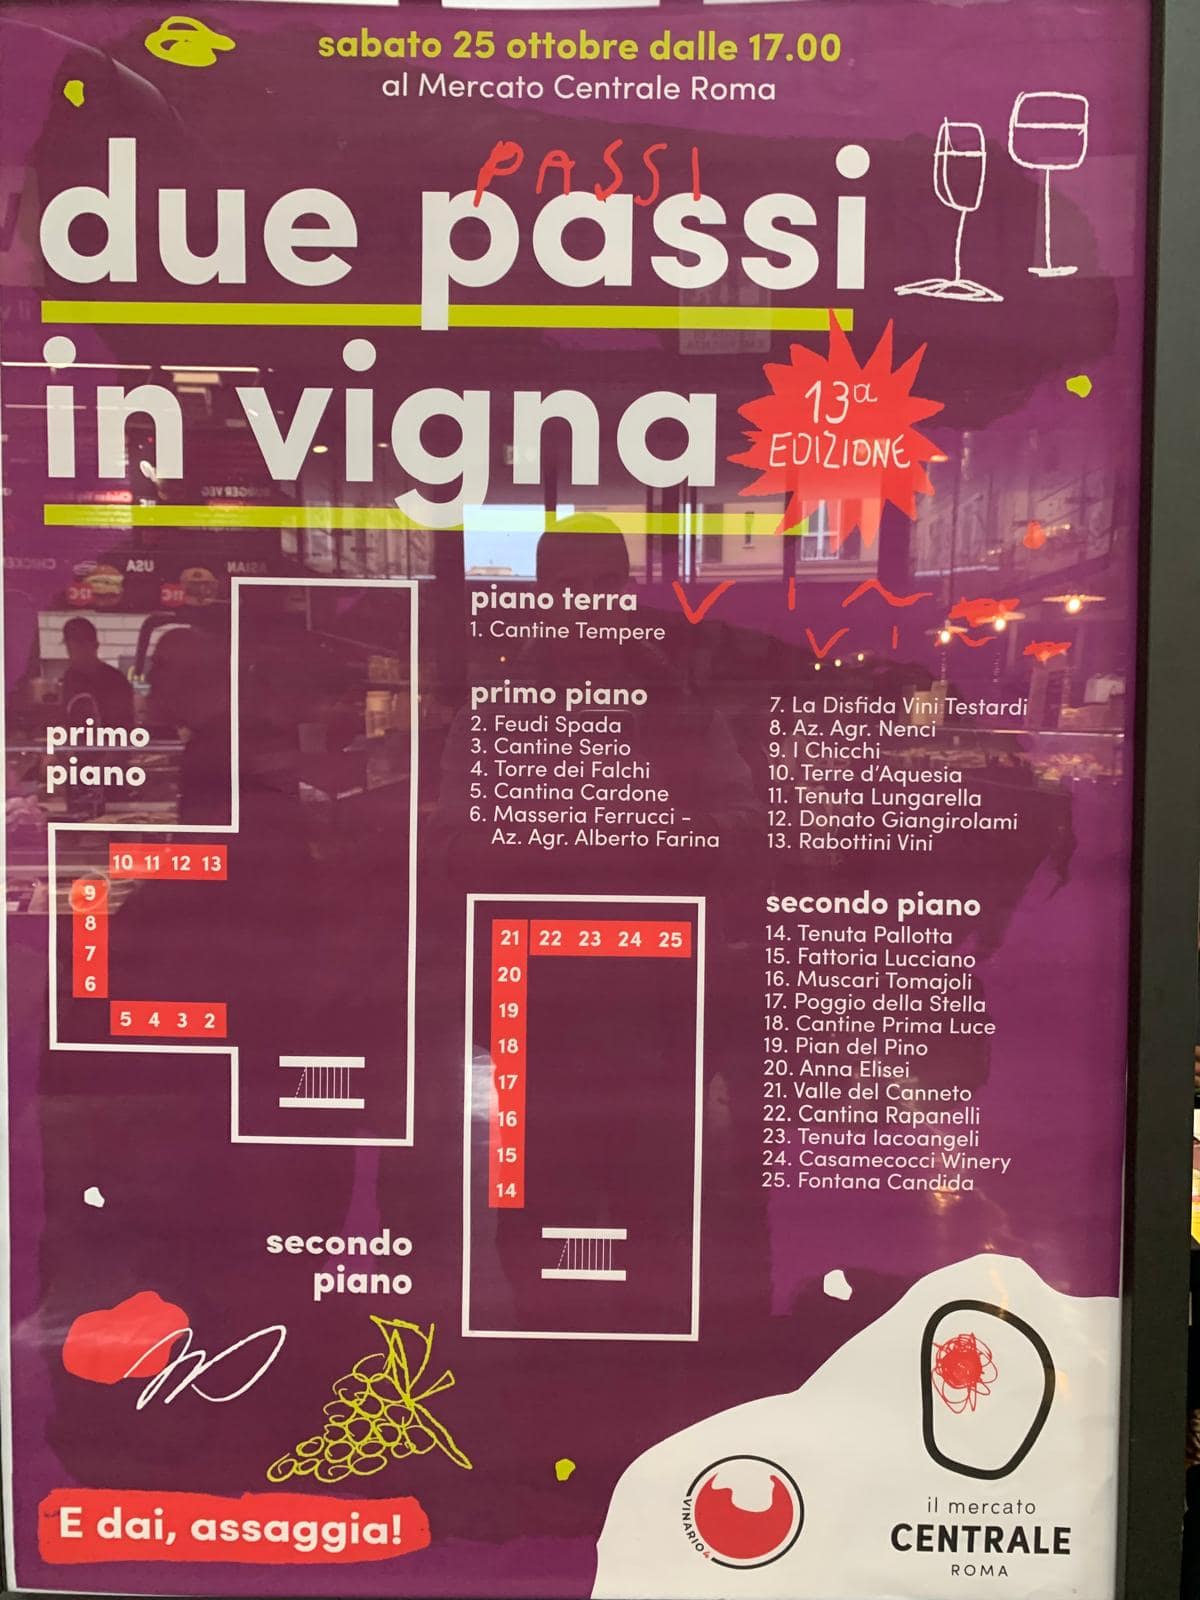 sabato 25 ottobre dalle 17.00
al Mercato Centrale Roma
PASSI
due passi
in vigna
13a
EDIZIONE
piano terra
1. Cantine Tempere
primo piano
2. Feudi Spada
3. Cantine Serio
4. Torre dei Falchi
5. Cantina Cardone
6. Masseria Ferrucci -
Az. Agr. Alberto Farina
7. La Disfida Vini Testardi
8. Az. Agr. Nenci
9. I Chicchi
10. Terre d'Aquesia
11. Tenuta Lungarella
12. Donato Giangirolami
13. Rabottini Vini
secondo piano
14. Tenuta Pallotta
15. Fattoria Lucciano
16. Muscari Tomajoli
17. Poggio della Stella
18. Cantine Prima Luce
19. Pian del Pino
20. Anna Elisei
21. Valle del Canneto
22. Cantina Rapanelli
23. Tenuta Iacoangeli
24. Casamecocci Winery
25. Fontana Candida
primo
piano
10 11 12 13
9
8
7
6
5 4 3 2
21 22 23 24 25
20
19
18
17
16
15
14
secondo
piano
E dai, assaggia!
VINARIO4
il mercato
CENTRALE
ROMA